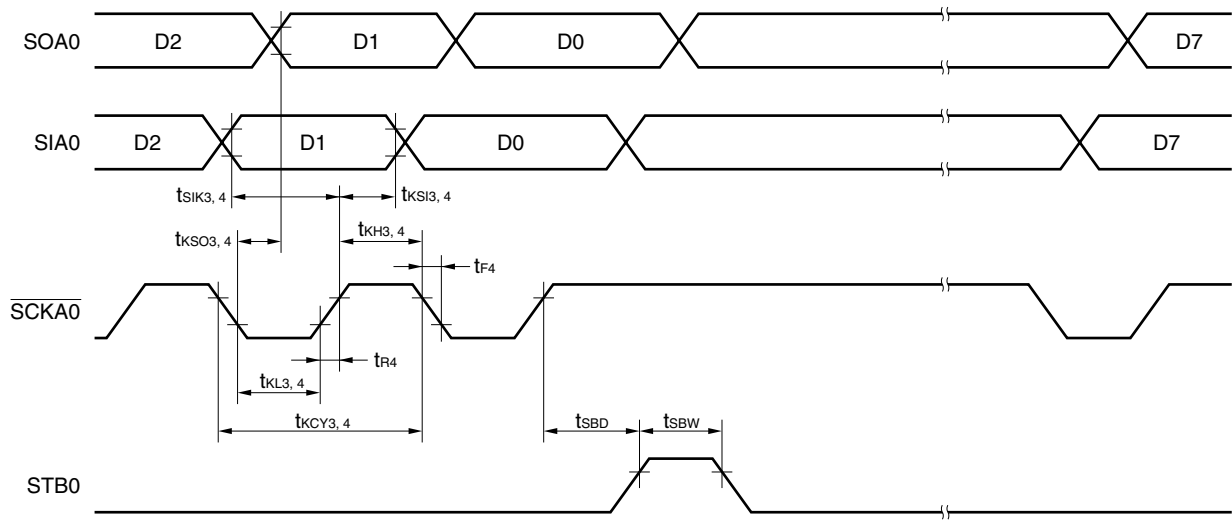 SOA0 D2 D1 D0 D7
SIA0 D2 D1 D0 D7
tSIK3, 4 tKSI3, 4
tKSO3, 4 tKH3, 4
tF4
SCKA0
tR4
tKL3, 4
tKCY3, 4 tSBD tSBW
STB0